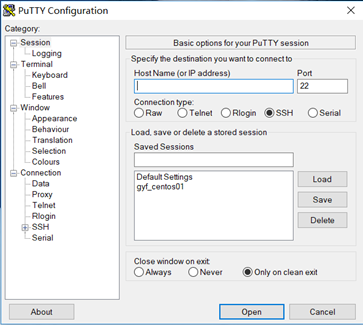 PuTTY Configuration
Category:
Session
Logging
Terminal
Keyboard
Bell
Features
Window
Appearance
Behaviour
Translation
Selection
Colours
Connection
Data
Proxy
Telnet
Rlogin
SSH
Serial
Basic options for your PuTTY session
Specify the destination you want to connect to
Host Name (or IP address) Port
22
Connection type:
Raw Telnet Rlogin SSH Serial
Load, save or delete a stored session
Saved Sessions
Default Settings
gyf_centos01
Load
Save
Delete
Close window on exit:
Always Never Only on clean exit
About Open Cancel